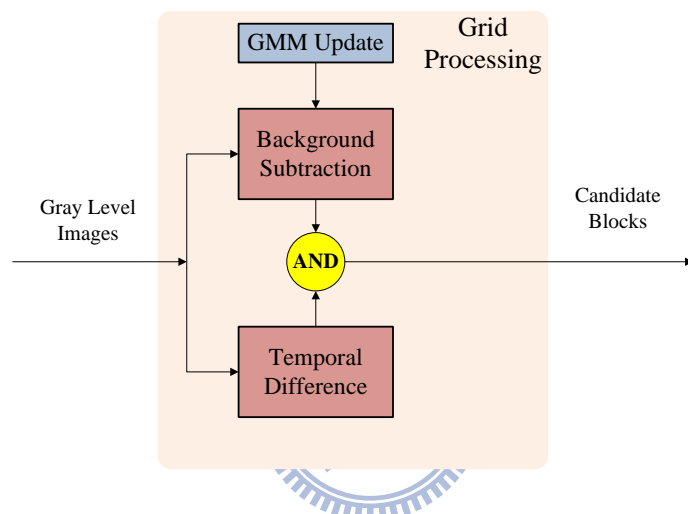 Grid
Processing
GMM Update
Background
Subtraction
Gray Level
Images
Candidate
Blocks
AND
Temporal
Difference